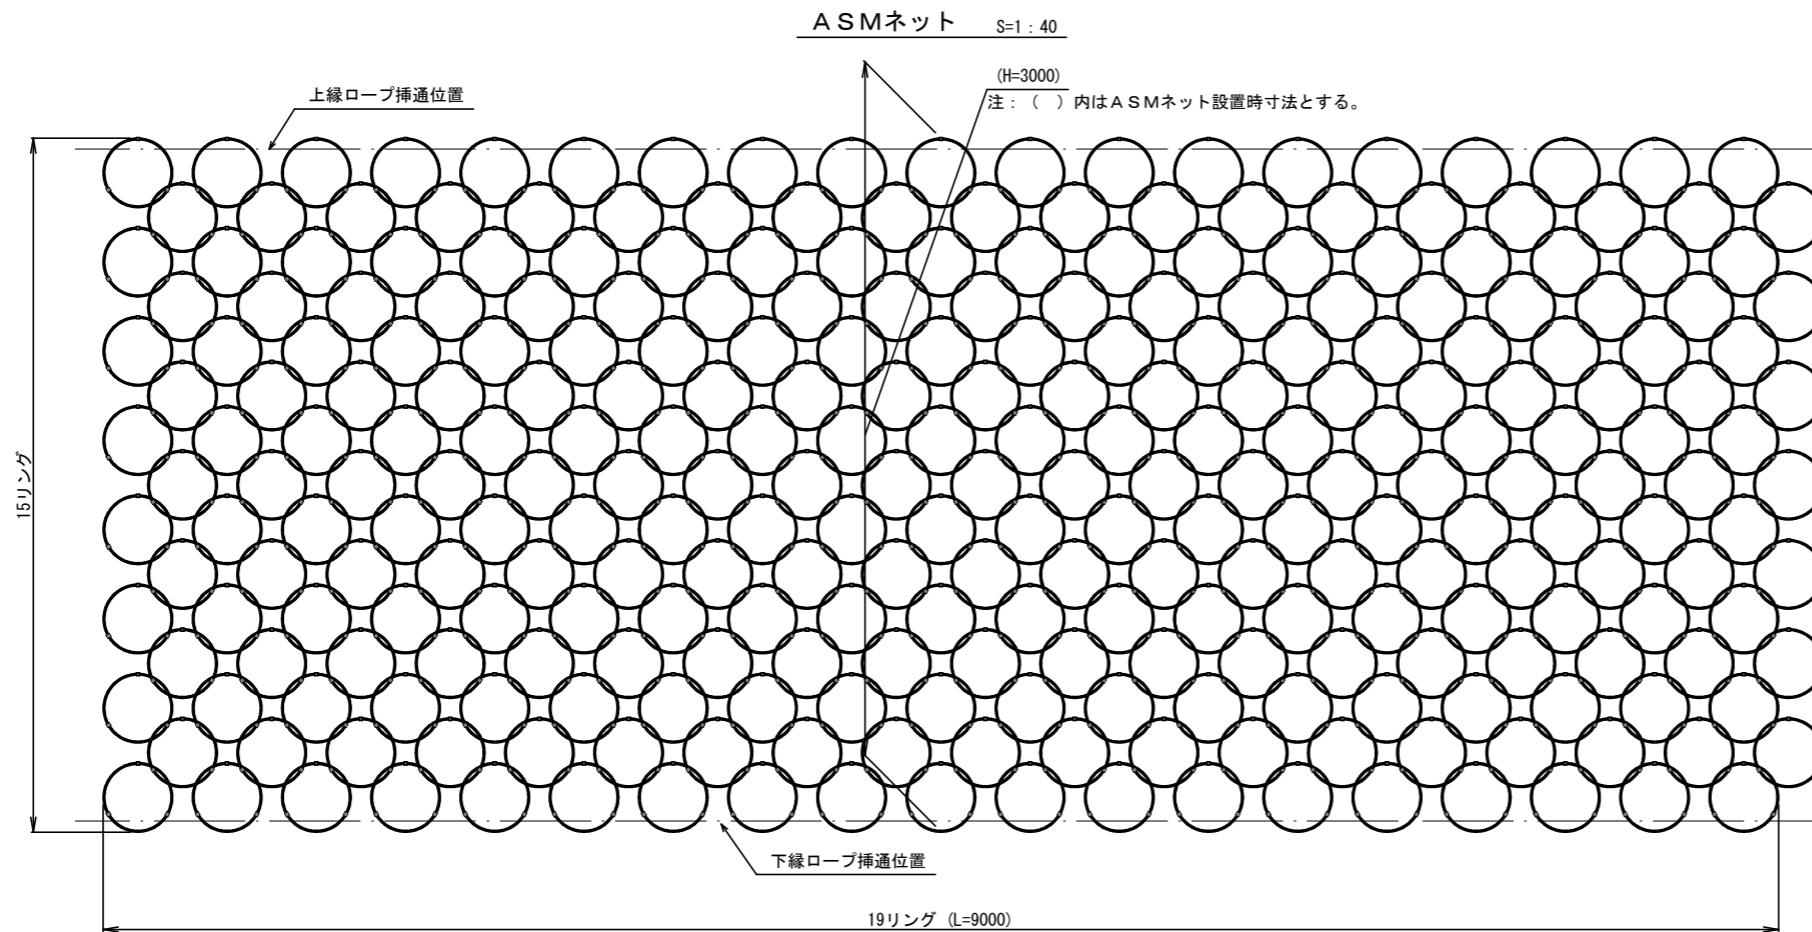 ＡＳＭネット S=1：40
(H=3000)
上縁ロープ挿通位置
注：（ ）内はＡＳＭネット設置時寸法とする。
15リング
下縁ロープ挿通位置
19リング (L=9000)